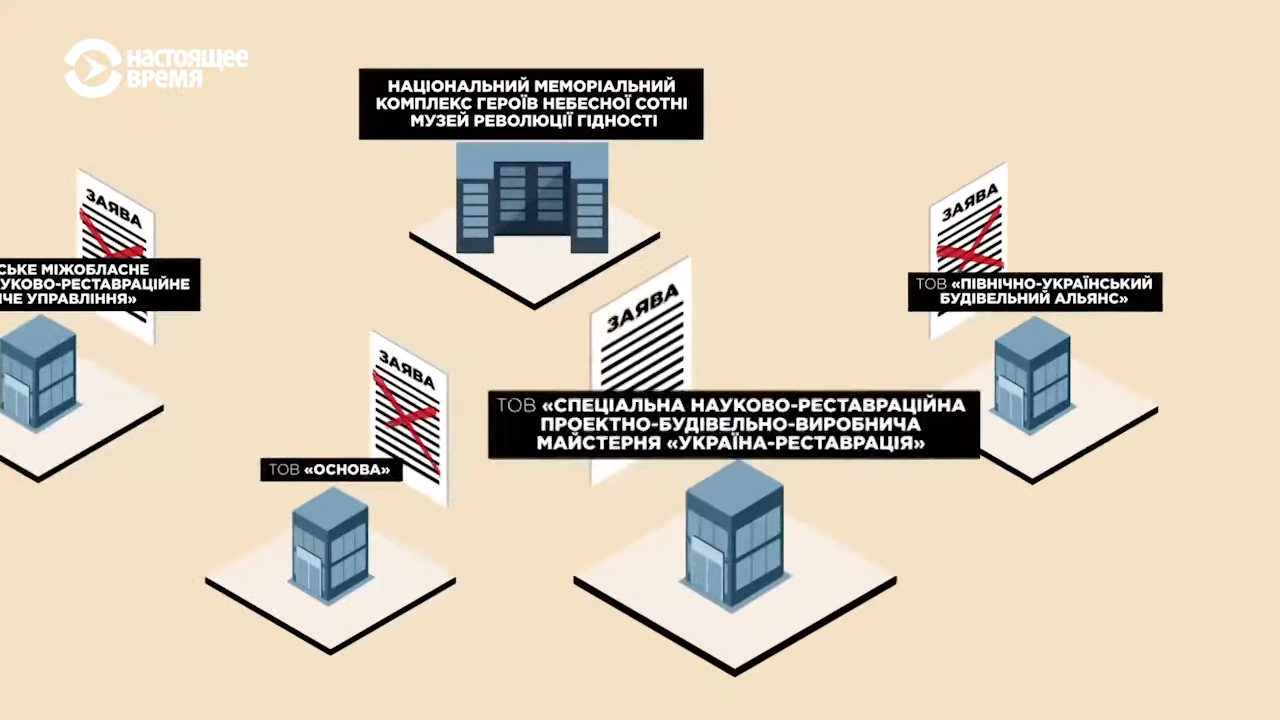 НАСТОЯЩЕЕ
ВРЕМЯ
НАЦІОНАЛЬНИЙ МЕМОРІАЛЬНИЙ
КОМПЛЕКС ГЕРОЇВ НЕБЕСНОЇ СОТНІ
МУЗЕЙ РЕВОЛЮЦІЇ ГІДНОСТІ
ЗАЯВА
ЗАЯВА
СЬКЕ МІЖОБЛАСНЕ
УКОВО-РЕСТАВРАЦІЙНЕ
ЧЕ УПРАВЛІННЯ»
ТОВ «ПІВНІЧНО-УКРАЇНСЬКИЙ
БУДІВЕЛЬНИЙ АЛЬЯНС»
ЗАЯВА
ЗАЯВА
ТОВ «СПЕЦІАЛЬНА НАУКОВО-РЕСТАВРАЦІЙНА
ПРОЕКТНО-БУДІВЕЛЬНО-ВИРОБНИЧА
МАЙСТЕРНЯ «УКРАЇНА-РЕСТАВРАЦІЯ»
ТОВ «ОСНОВА»